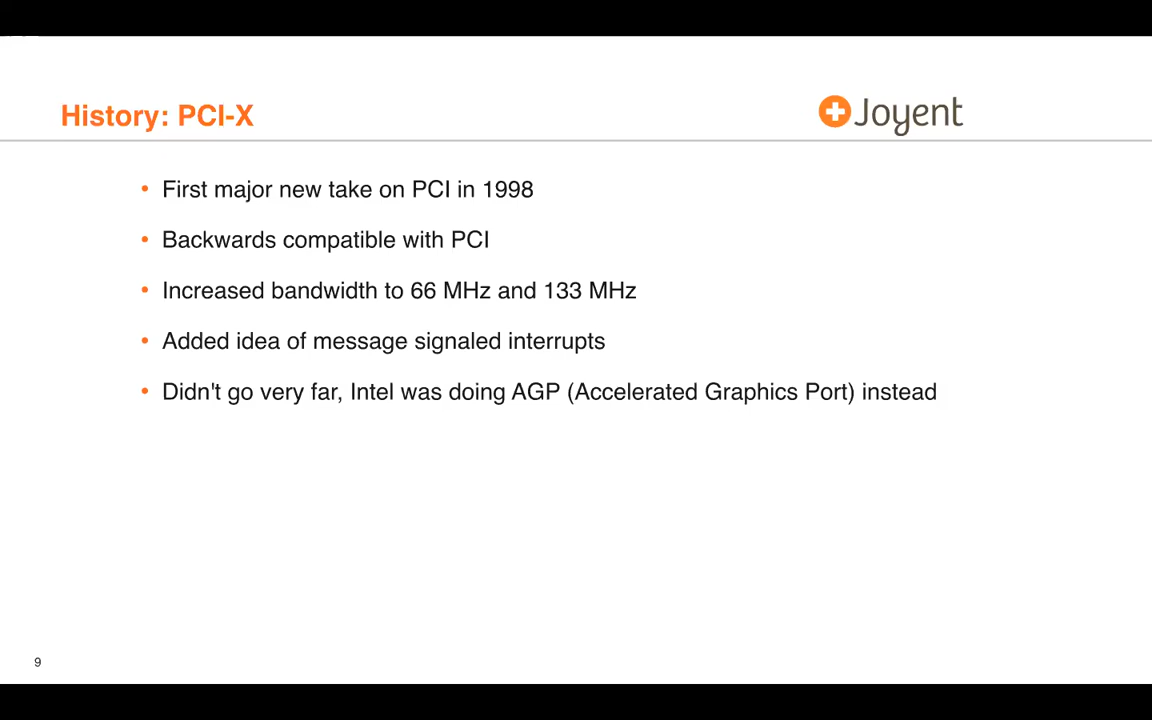 History: PCI-X
Joyent
• First major new take on PCI in 1998
• Backwards compatible with PCI
• Increased bandwidth to 66 MHz and 133 MHz
• Added idea of message signaled interrupts
• Didn't go very far, Intel was doing AGP (Accelerated Graphics Port) instead
9